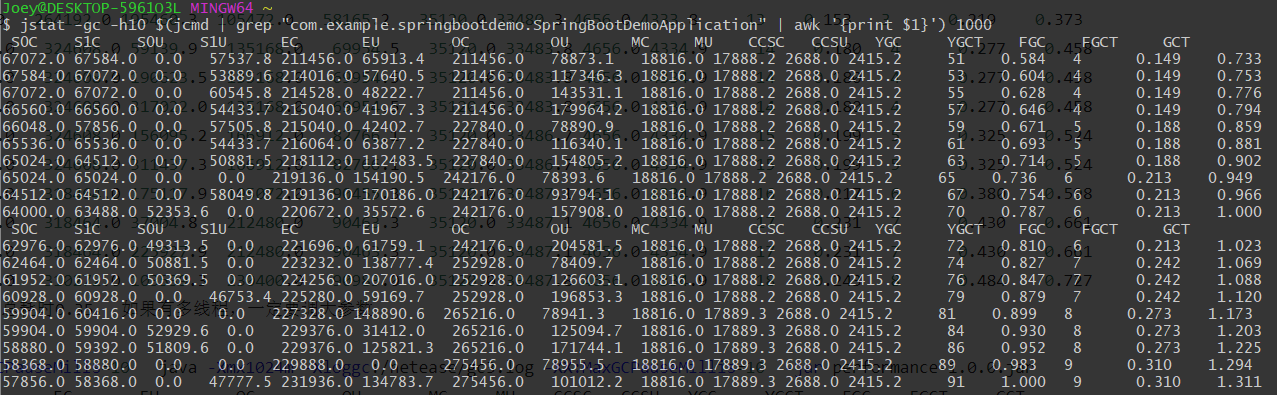 Joey@DESKTOP-5961O3L MINGW64 ~
$ jstat -gc -h10 $(jcmd | grep "com.example.springbootdemo.SpringBootDemoApplication" | awk '{print $1}') 1000
S0C S1C S0U S1U EC EU OC OU MC MU CCSC CCSU YGC YGCT FGC FGCT GCT
67072.0 67584.0 0.0 57537.8 211456.0 65913.4 211456.0 78873.1 18816.0 17888.2 2688.0 2415.2 51 0.584 4 0.149 0.733
67584.0 67072.0 0.0 53889.8 214016.0 57640.5 211456.0 117346.3 18816.0 17888.2 2688.0 2415.2 53 0.604 4 0.149 0.753
67072.0 67072.0 0.0 60545.8 214528.0 48222.7 211456.0 143531.1 18816.0 17888.2 2688.0 2415.2 55 0.628 4 0.149 0.776
66560.0 66560.0 0.0 54433.7 215040.0 41967.3 211456.0 179964.2 18816.0 17888.2 2688.0 2415.2 57 0.646 4 0.149 0.794
66048.0 57856.0 0.0 57505.8 215040.0 42402.7 227840.0 78890.9 18816.0 17888.2 2688.0 2415.2 59 0.671 5 0.188 0.859
65536.0 65536.0 0.0 54433.7 216064.0 63877.2 227840.0 116340.1 18816.0 17888.2 2688.0 2415.2 61 0.693 5 0.188 0.881
65024.0 64512.0 0.0 50881.5 218112.0 112483.5 227840.0 154805.2 18816.0 17888.2 2688.0 2415.2 63 0.714 5 0.188 0.902
65024.0 65024.0 0.0 0.0 219136.0 154190.5 242176.0 78393.6 18816.0 17888.2 2688.0 2415.2 65 0.736 6 0.213 0.949
64512.0 64512.0 0.0 58049.8 219136.0 170186.0 242176.0 93794.1 18816.0 17888.2 2688.0 2415.2 67 0.754 6 0.213 0.966
64000.0 63488.0 52353.6 0.0 220672.0 35572.6 242176.0 157908.0 18816.0 17888.2 2688.0 2415.2 70 0.787 6 0.213 1.000
S0C S1C S0U S1U EC EU OC OU MC MU CCSC CCSU YGC YGCT FGC FGCT GCT
62976.0 62976.0 49313.5 0.0 221696.0 61759.1 242176.0 204581.5 18816.0 17888.2 2688.0 2415.2 72 0.810 6 0.213 1.023
62464.0 62464.0 50881.5 0.0 223232.0 138777.4 252928.0 78409.7 18816.0 17888.2 2688.0 2415.2 74 0.827 7 0.242 1.069
61952.0 61952.0 50369.5 0.0 224256.0 207016.0 252928.0 126603.1 18816.0 17888.2 2688.0 2415.2 76 0.847 7 0.242 1.088
60928.0 60928.0 0.0 46753.4 225280.0 59169.7 252928.0 196853.3 18816.0 17888.2 2688.0 2415.2 79 0.879 7 0.242 1.120
59904.0 60416.0 0.0 0.0 227328.0 148890.6 265216.0 78941.3 18816.0 17889.3 2688.0 2415.2 81 0.899 8 0.273 1.173
59904.0 59904.0 52929.6 0.0 229376.0 31412.0 265216.0 125094.7 18816.0 17889.3 2688.0 2415.2 84 0.930 8 0.273 1.203
58880.0 59392.0 51809.6 0.0 229376.0 125821.3 265216.0 171744.1 18816.0 17889.3 2688.0 2415.2 86 0.952 8 0.273 1.225
58368.0 58880.0 0.0 0.0 229888.0 0.0 275456.0 78955.1 18816.0 17889.3 2688.0 2415.2 89 0.983 9 0.310 1.294
57856.0 58368.0 0.0 47777.5 231936.0 134783.7 275456.0 101012.2 18816.0 17889.3 2688.0 2415.2 91 1.000 9 0.310 1.311